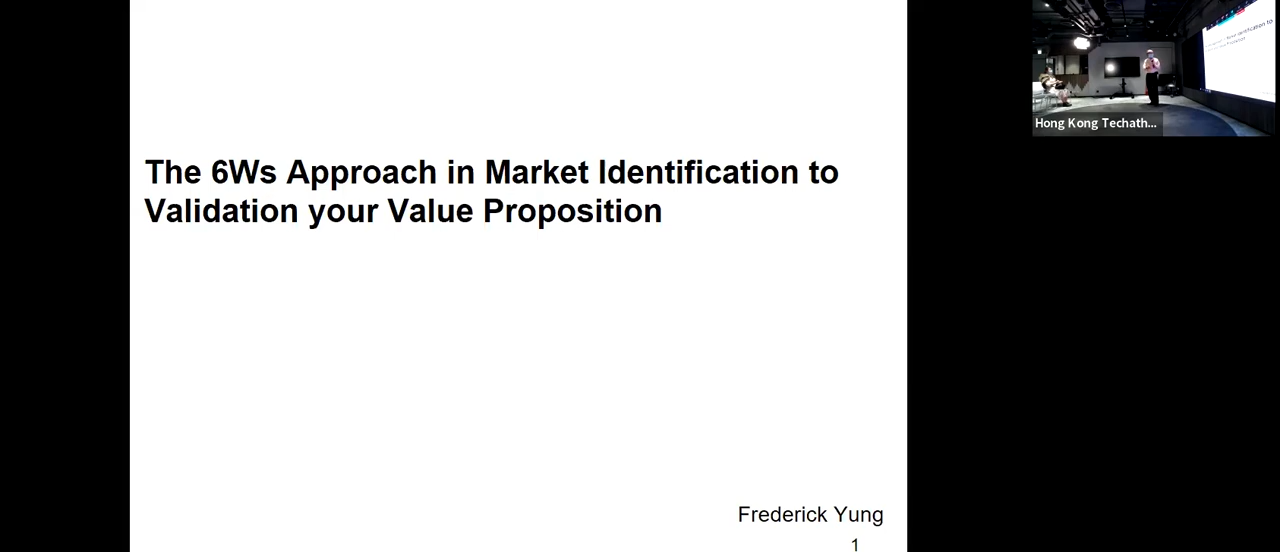 The 6Ws Approach in Market Identification to
Validation your Value Proposition
Frederick Yung
1
Hong Kong Techath...